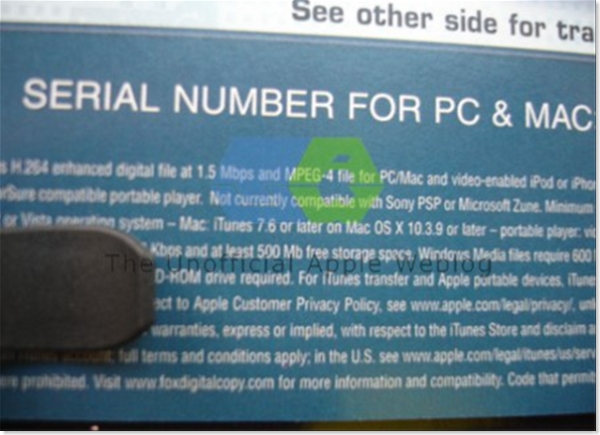 See other side for tra
SERIAL NUMBER FOR PC & MAC
s H.264 enhanced digital file at 1.5 Mbps and MPEG-4 file for PC/Mac and video-enabled iPod or iPho
rSure compatible portable player. Not currently compatible with Sony PSP or Microsoft Zune. Minimum
or Vista operating system – Mac: iTunes 7.6 or later on Mac OS X 10.3.9 or later – portable player: vi
Kbps and at least 500 Mb free storage space. Windows Media files require 600
The Unofficial Apple Weblog
D-ROM drive required. For iTunes transfer and Apple portable devices, iTune
ct to Apple Customer Privacy Policy, see www.apple.com/legal/privacy/, unl
warranties, express or implied, with respect to the iTunes Store and disclaim a
account; full terms and conditions apply; in the U.S. see www.apple.com/legal/itunes/us/serv
ere prohibited. Visit www.foxdigitalcopy.com for more information and compatibility. Code that permit